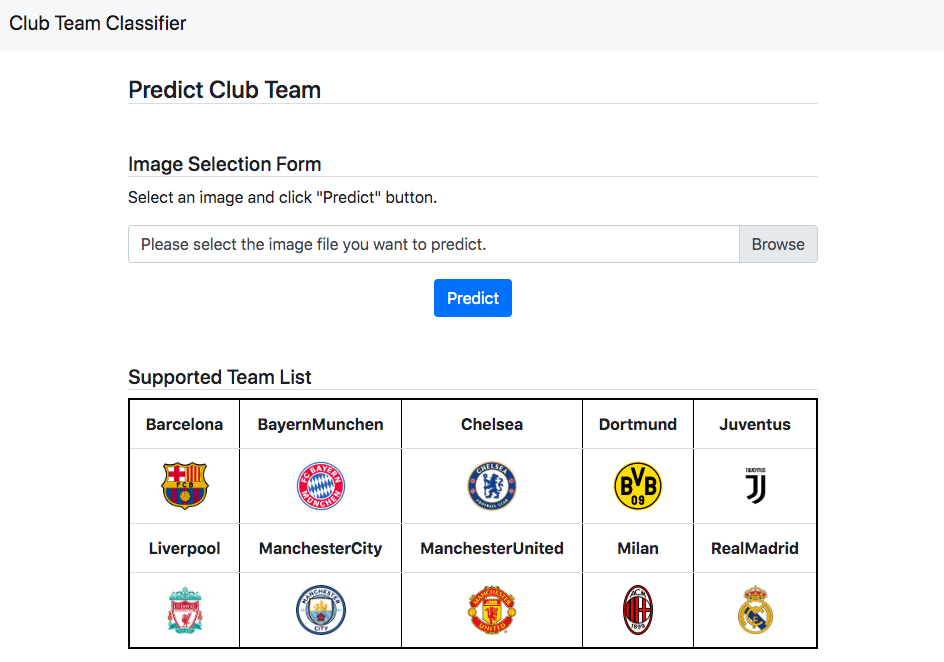 Club Team Classifier
Predict Club Team
Image Selection Form
Select an image and click "Predict" button.
Please select the image file you want to predict. Browse
Predict
Supported Team List
Barcelona BayernMunchen Chelsea Dortmund Juventus
FCB FC BAYERN MÜNCHEN CHELSEA FOOTBALL CLUB BVB 09 JUVENTUS
Liverpool ManchesterCity ManchesterUnited Milan RealMadrid
LIVERPOOL MANCHESTER CITY MANCHESTER UNITED ACM 1899